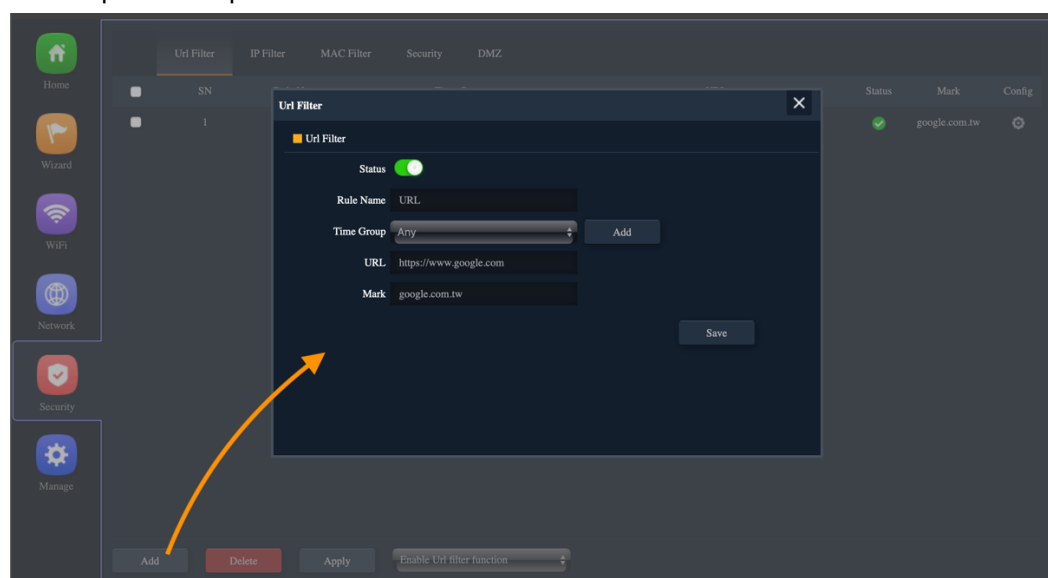 Url Filter IP Filter MAC Filter Security DMZ
Home
SN Status Mark Config
Url Filter
1 google.com.tw
Url Filter
Wizard
Status
Rule Name URL
Time Group Any Add
WiFi
URL https://www.google.com
Mark google.com.tw
Network
Save
Security
Manage
Add Delete Apply Enable Url filter function